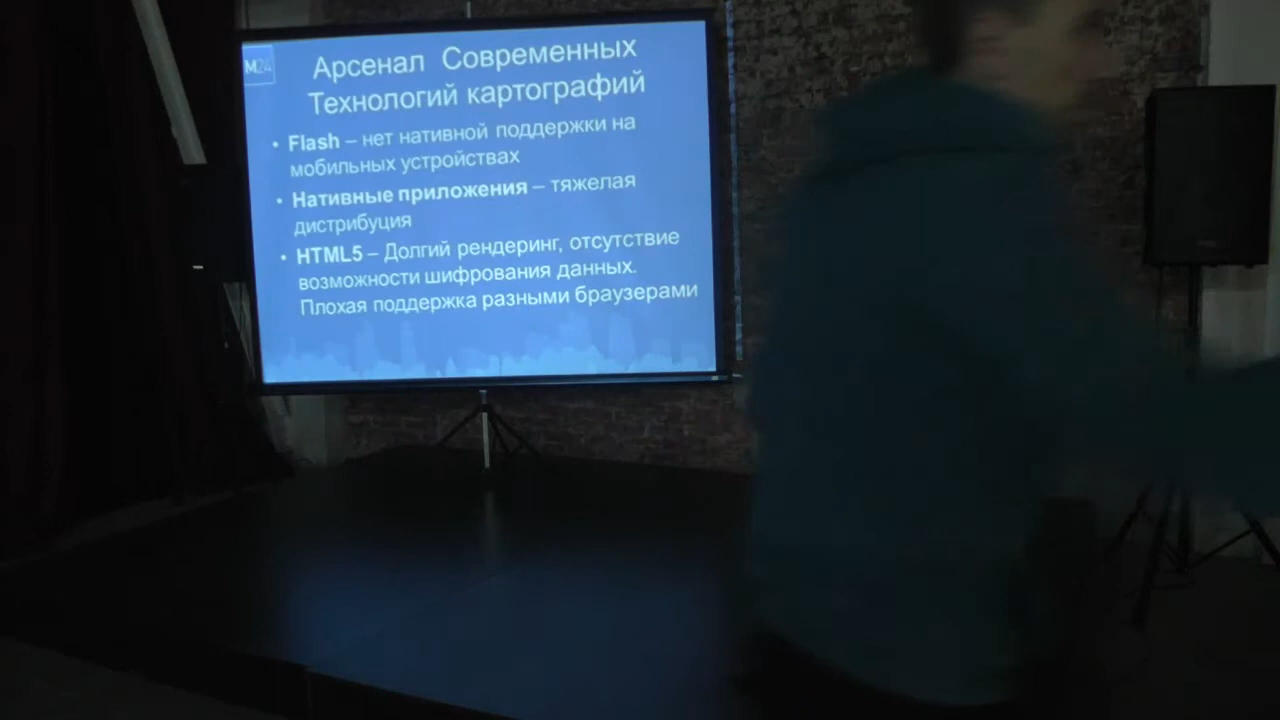 М24
Арсенал Современных
Технологий картографий
• Flash – нет нативной поддержки на
мобильных устройствах
• Нативные приложения – тяжелая
дистрибуция
• HTML5 – Долгий рендеринг, отсутствие
возможности шифрования данных.
Плохая поддержка разными браузерами